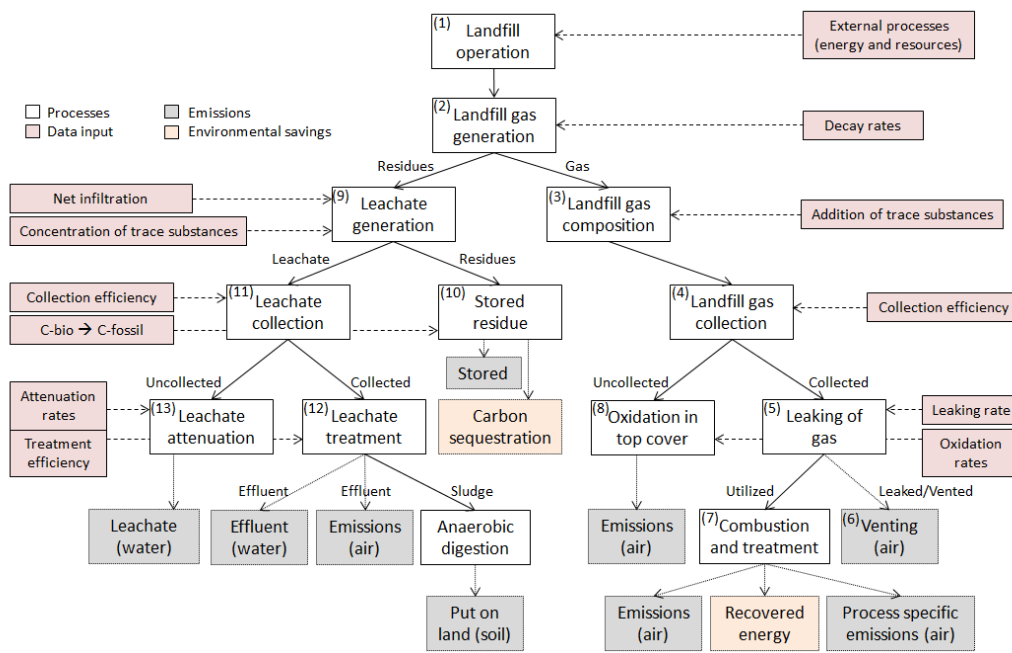 (1) Landfill
operation
External processes
(energy and resources)
Processes
Emissions
Data input
Environmental savings
(2) Landfill gas
generation
Decay rates
Residues
Gas
Net infiltration
Concentration of trace substances
(9) Leachate
generation
(3) Landfill gas
composition
Addition of trace substances
Leachate
Residues
Collection efficiency
C-bio → C-fossil
(11) Leachate
collection
(10) Stored
residue
(4) Landfill gas
collection
Collection efficiency
Stored
Uncollected
Collected
Uncollected
Collected
Attenuation
rates
Treatment
efficiency
(13) Leachate
attenuation
(12) Leachate
treatment
Carbon
sequestration
(8) Oxidation in
top cover
(5) Leaking
of gas
Leaking rate
Oxidation
rates
Effluent
Effluent
Sludge
Utilized
Leaked/Vented
Leachate
(water)
Effluent
(water)
Emissions
(air)
Anaerobic
digestion
Emissions
(air)
(7) Combustion
and treatment
(6) Venting
(air)
Put on
land (soil)
Emissions
(air)
Recovered
energy
Process specific
emissions (air)